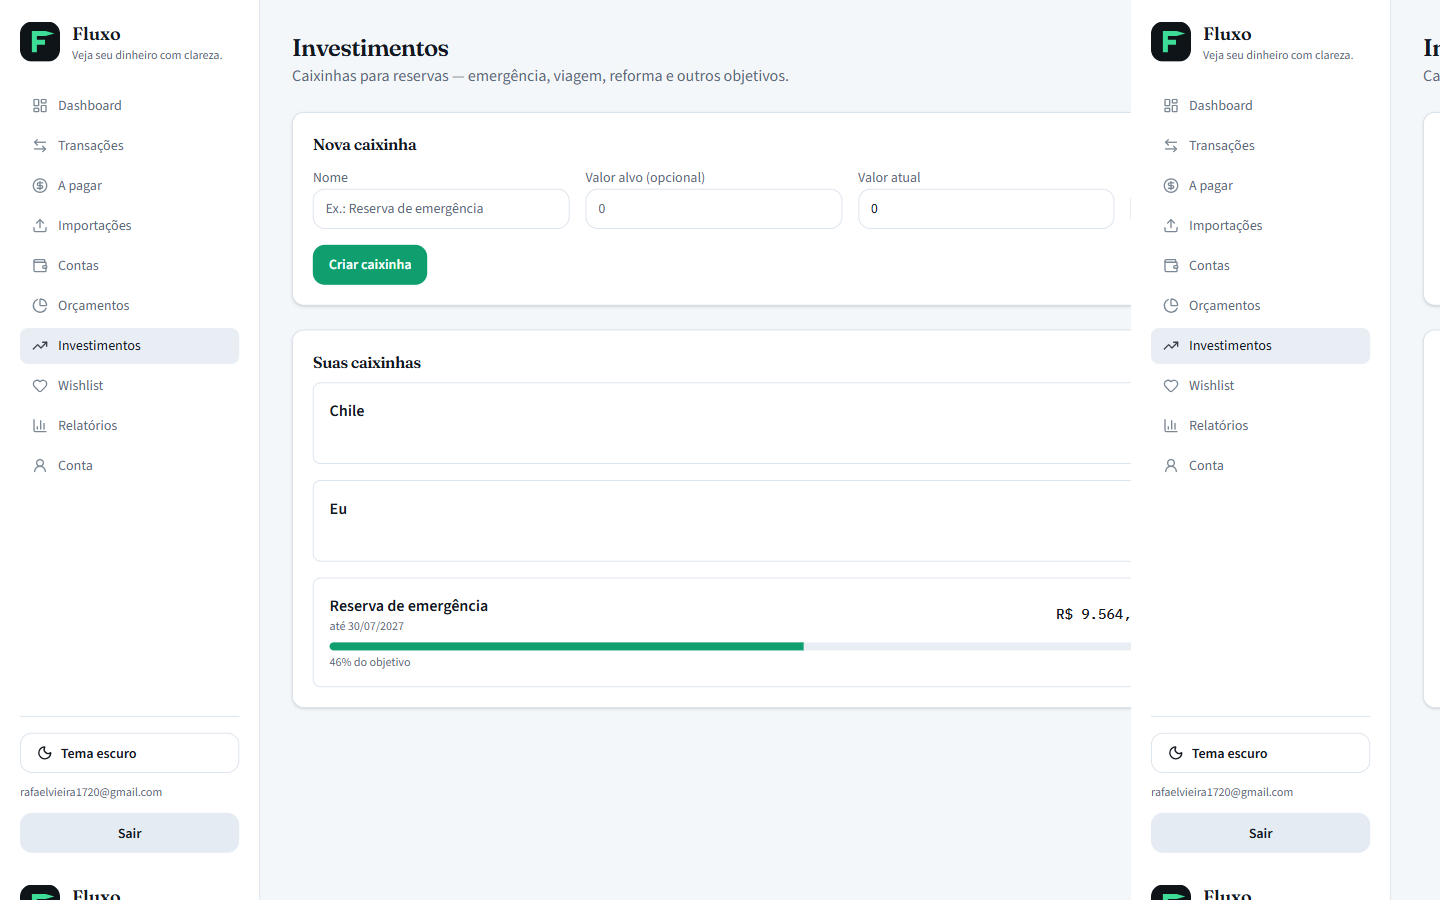 Fluxo
Veja seu dinheiro com clareza.
Dashboard
Transações
A pagar
Importações
Contas
Orçamentos
Investimentos
Wishlist
Relatórios
Conta
Tema escuro
rafaelvieira1720@gmail.com
Sair
Fluxo
Investimentos
Caixinhas para reservas — emergência, viagem, reforma e outros objetivos.
Nova caixinha
Nome
Valor alvo (opcional)
Valor atual
Ex.: Reserva de emergência
0
0
Criar caixinha
Suas caixinhas
Chile
Eu
Reserva de emergência
até 30/07/2027
R$ 9.564,
46% do objetivo
Fluxo
Veja seu dinheiro com clareza.
Dashboard
Transações
A pagar
Importações
Contas
Orçamentos
Investimentos
Wishlist
Relatórios
Conta
Tema escuro
rafaelvieira1720@gmail.com
Sair
Fluxo